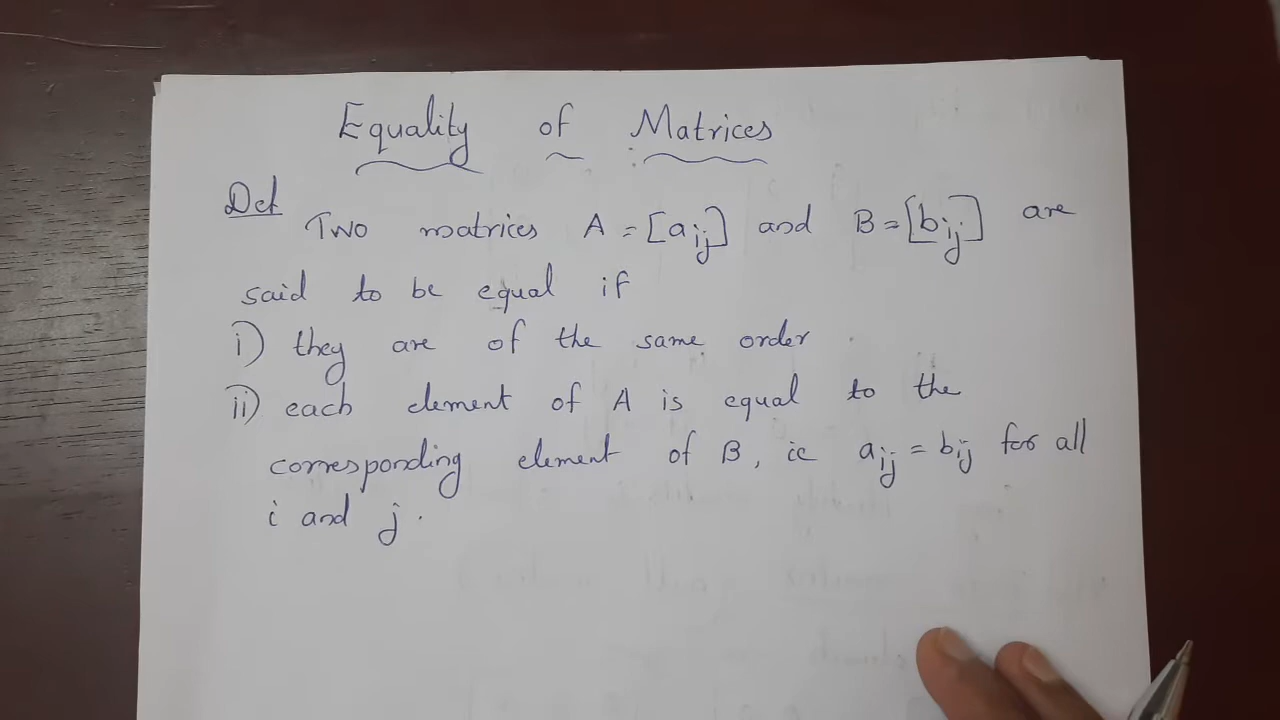 Equality of Matrices
Def
Two matrices A = [aij] and B = [bij] are
said to be equal if
i) they are of the same order
ii) each element of A is equal to the
corresponding element of B, ie aij = bij for all
i and j.